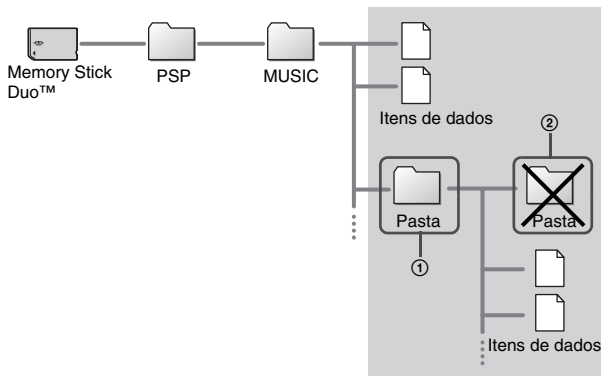 Memory Stick
Duo™
PSP
MUSIC
Itens de dados
②
Pasta
Pasta
①
Itens de dados